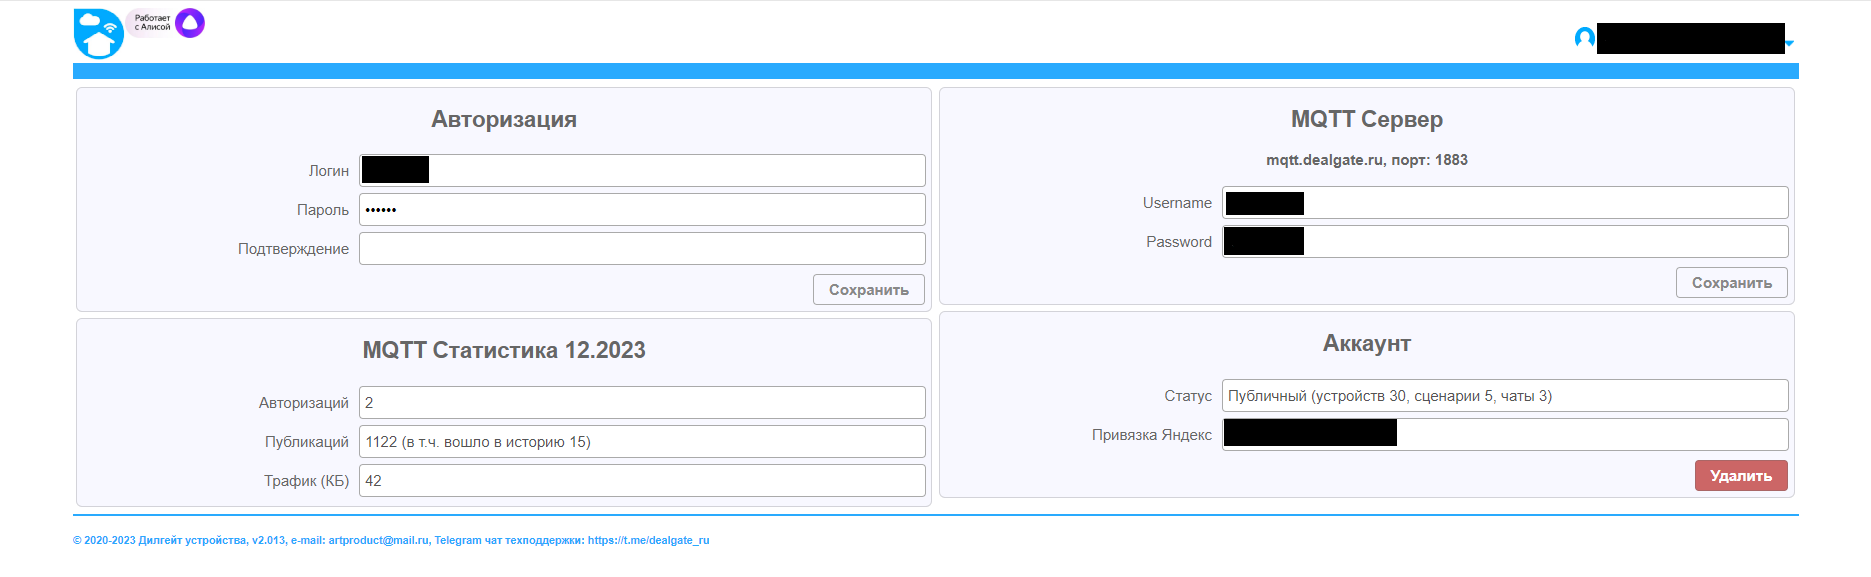 Работает
с Алисой
Авторизация
Логин
Пароль ••••••
Подтверждение
Сохранить
MQTT Сервер
mqtt.dealgate.ru, порт: 1883
Username
Password
Сохранить
MQTT Статистика 12.2023
Авторизаций 2
Публикаций 1122 (в т.ч. вошло в историю 15)
Трафик (КБ) 42
Аккаунт
Статус Публичный (устройств 30, сценарии 5, чаты 3)
Привязка Яндекс
Удалить
© 2020-2023 Дилгейт устройства, v2.013, e-mail: artproduct@mail.ru, Telegram чат техподдержки: https://t.me/dealgate_ru